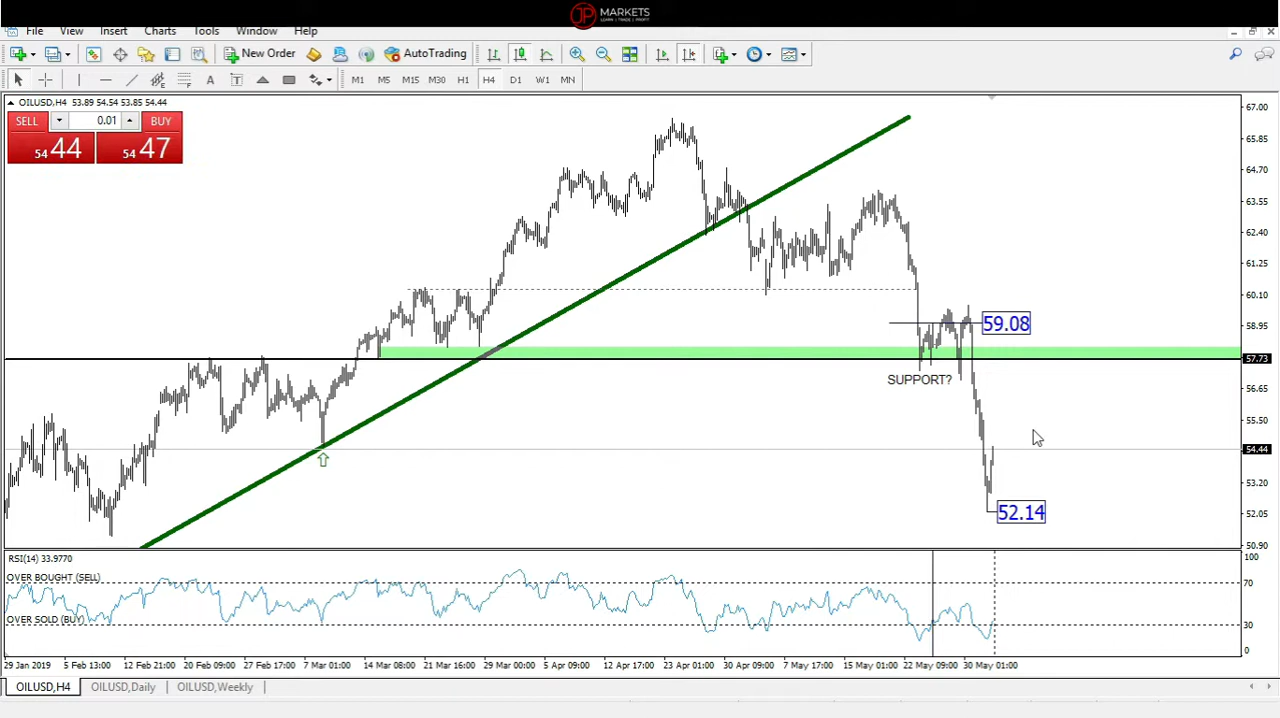 JP MARKETS
LEARN | TRADE | PROFIT
File View Insert Charts Tools Window Help
New Order AutoTrading
A T M1 M5 M15 M30 H1 H4 D1 W1 MN
OILUSD,H4 53.89 54.54 53.85 54.44
SELL 0.01 BUY
54 44 54 47
67.00
65.85
64.70
63.55
62.40
61.25
60.10
59.08
58.95
57.73
SUPPORT?
56.65
55.50
54.44
53.20
52.14
52.05
50.90
RSI(14) 33.9770
100
OVER BOUGHT (SELL)
70
OVER SOLD (BUY)
30
0
29 Jan 2019 5 Feb 13:00 12 Feb 21:00 20 Feb 09:00 27 Feb 17:00 7 Mar 01:00 14 Mar 08:00 21 Mar 16:00 29 Mar 00:00 5 Apr 09:00 12 Apr 17:00 23 Apr 01:00 30 Apr 09:00 7 May 17:00 15 May 01:00 22 May 09:00 30 May 01:00
OILUSD,H4 OILUSD,Daily OILUSD,Weekly